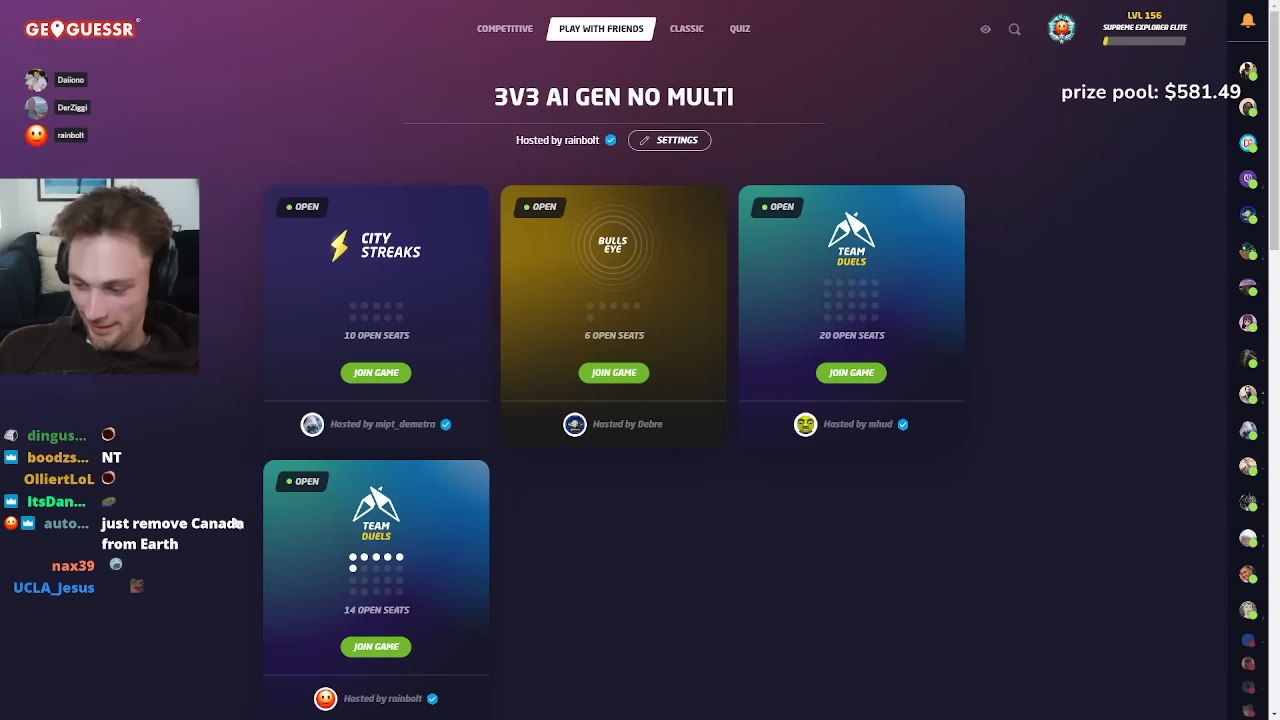 GEOGUESSR
COMPETITIVE
PLAY WITH FRIENDS
CLASSIC
QUIZ
LVL 156
SUPREME EXPLORER ELITE
Daiiono
DerZiggi
rainbolt
prize pool: $581.49
3V3 AI GEN NO MULTI
Hosted by rainbolt
SETTINGS
OPEN
CITY
STREAKS
10 OPEN SEATS
JOIN GAME
Hosted by mipt_demetra
OPEN
BULLS
EYE
6 OPEN SEATS
JOIN GAME
Hosted by Debre
OPEN
TEAM
DUELS
20 OPEN SEATS
JOIN GAME
Hosted by mhud
OPEN
TEAM
DUELS
14 OPEN SEATS
JOIN GAME
Hosted by rainbolt
dingus...
boodzs... NT
OlliertLoL
ItsDan...
auto... just remove Canada
from Earth
nax39
UCLA_Jesus